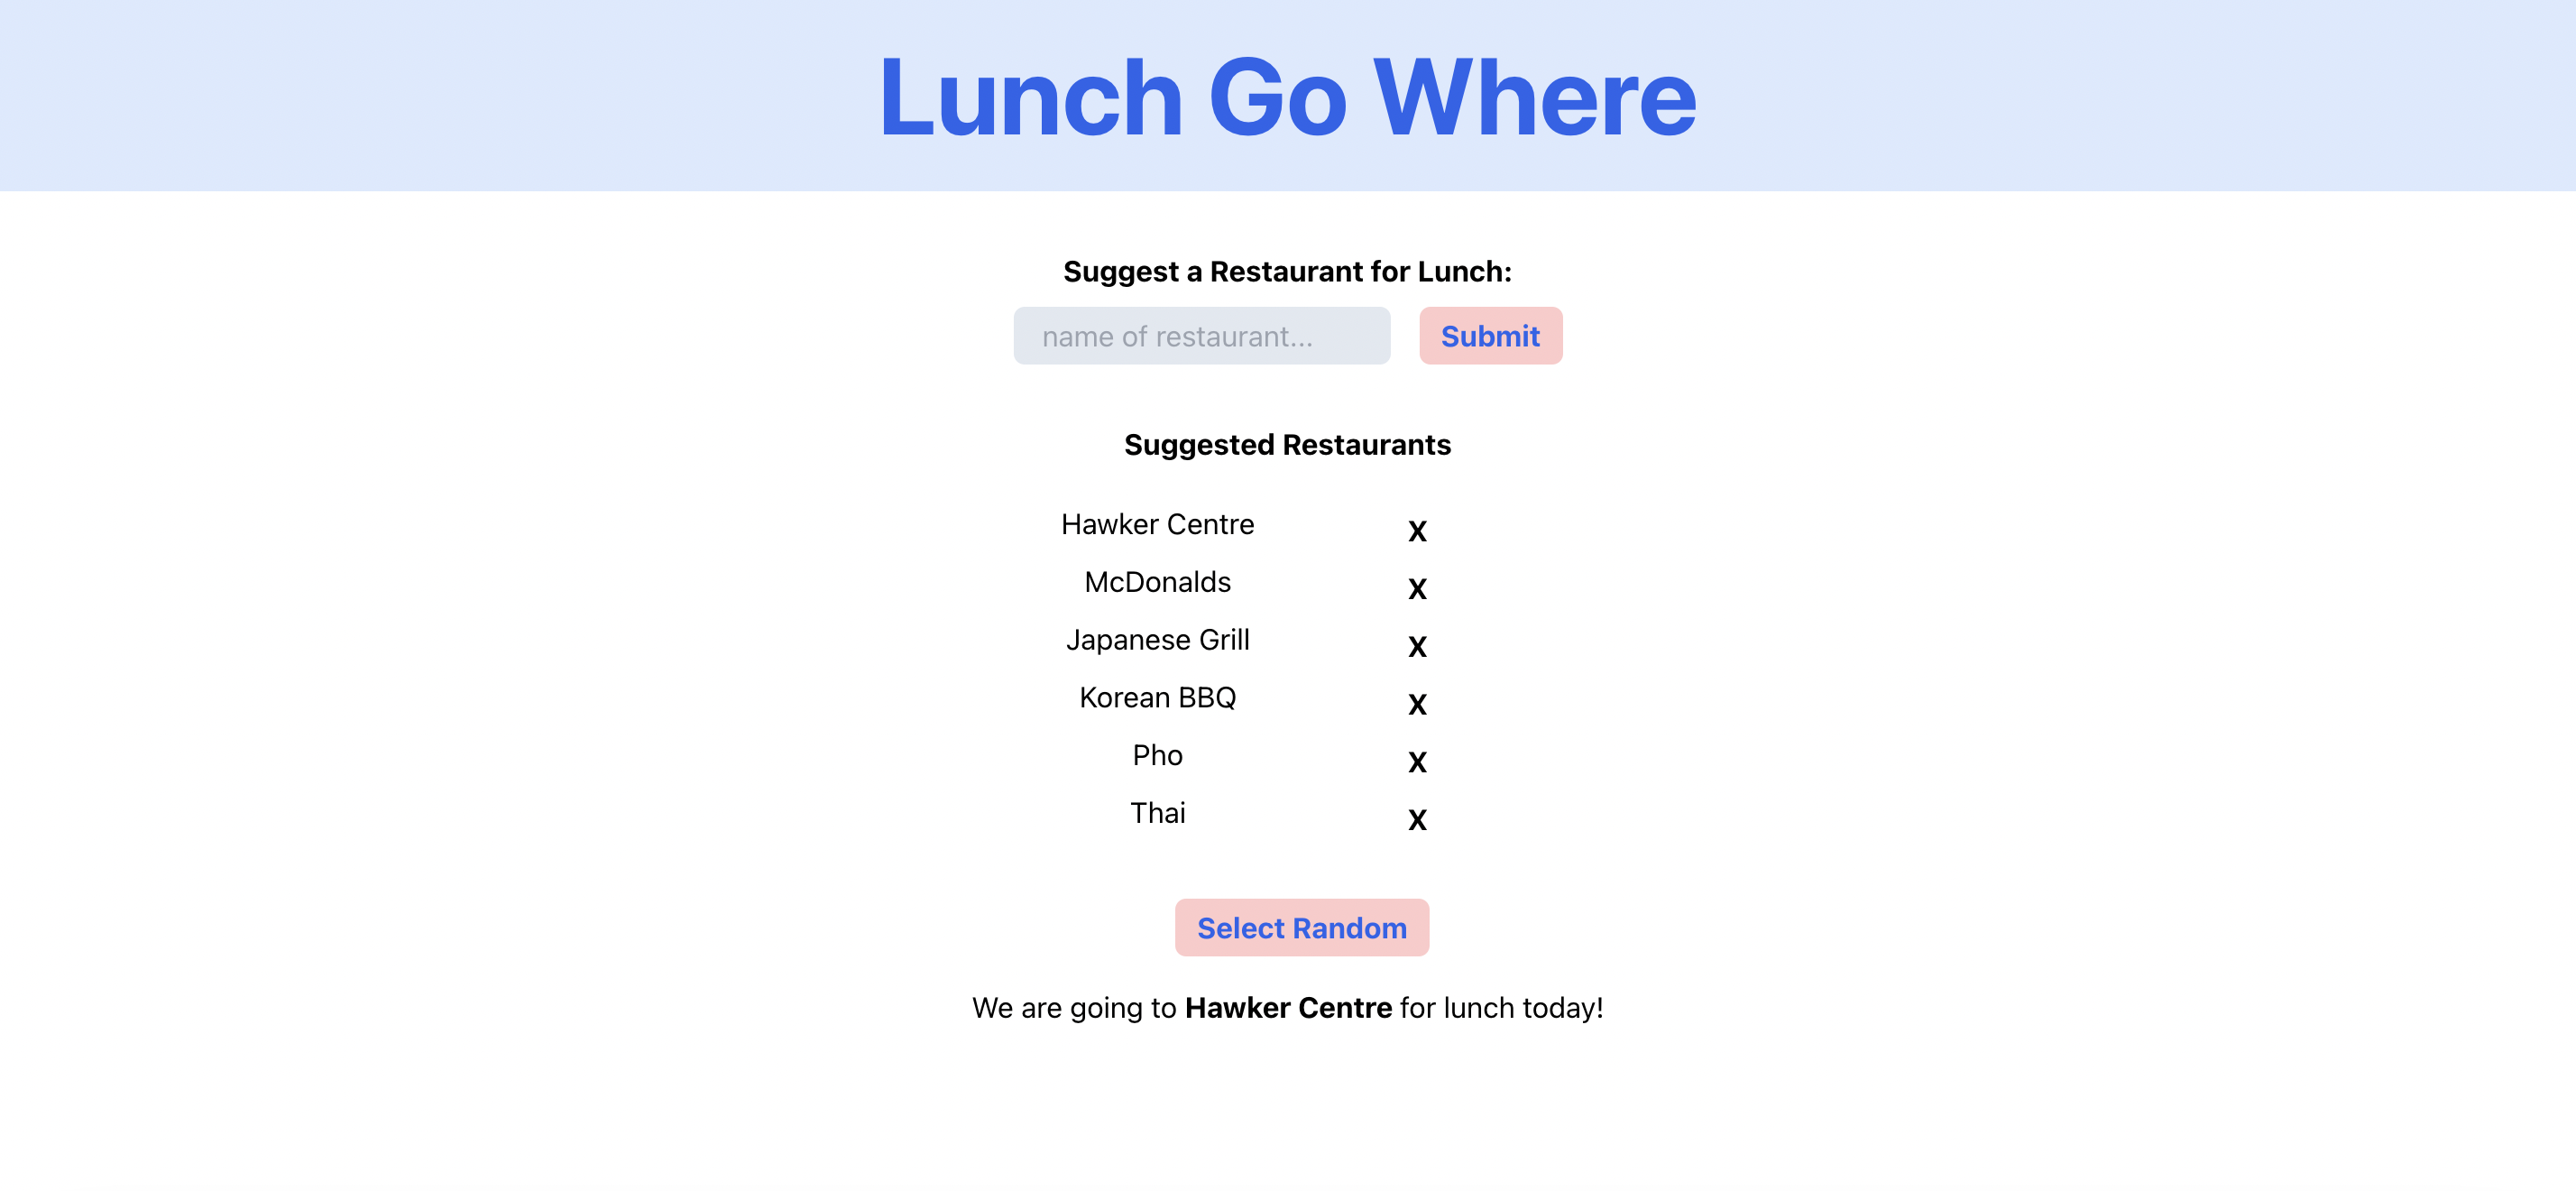 Lunch Go Where
Suggest a Restaurant for Lunch:
name of restaurant...
Submit
Suggested Restaurants
Hawker Centre X
McDonalds X
Japanese Grill X
Korean BBQ X
Pho X
Thai X
Select Random
We are going to Hawker Centre for lunch today!